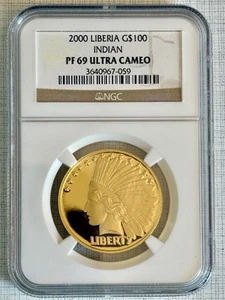 2000 LIBERIA G$100
INDIAN
PF 69 ULTRA CAMEO
3640967-059
NGC
LIBERTY